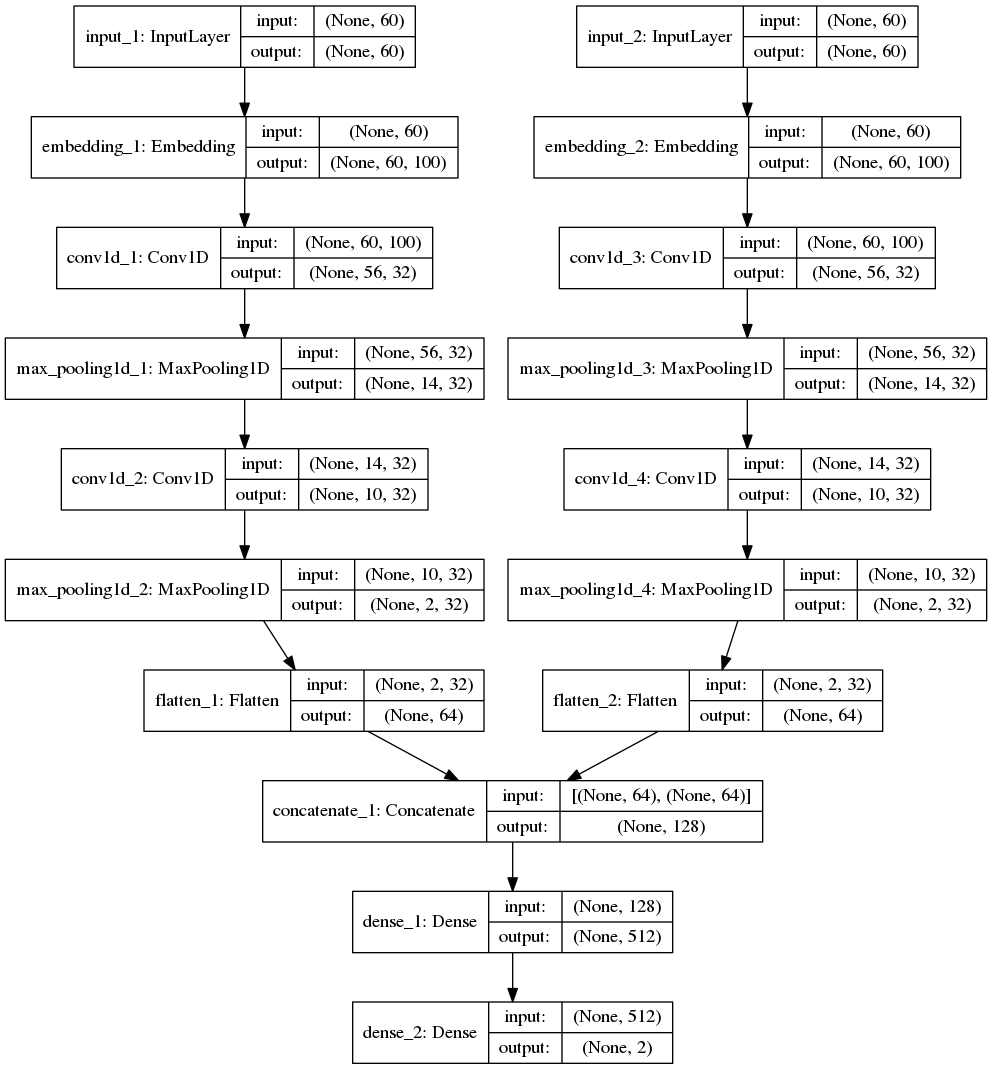 input_1: InputLayer
input: (None, 60)
output: (None, 60)
input_2: InputLayer
input: (None, 60)
output: (None, 60)
embedding_1: Embedding
input: (None, 60)
output: (None, 60, 100)
embedding_2: Embedding
input: (None, 60)
output: (None, 60, 100)
conv1d_1: Conv1D
input: (None, 60, 100)
output: (None, 56, 32)
conv1d_3: Conv1D
input: (None, 60, 100)
output: (None, 56, 32)
max_pooling1d_1: MaxPooling1D
input: (None, 56, 32)
output: (None, 14, 32)
max_pooling1d_3: MaxPooling1D
input: (None, 56, 32)
output: (None, 14, 32)
conv1d_2: Conv1D
input: (None, 14, 32)
output: (None, 10, 32)
conv1d_4: Conv1D
input: (None, 14, 32)
output: (None, 10, 32)
max_pooling1d_2: MaxPooling1D
input: (None, 10, 32)
output: (None, 2, 32)
max_pooling1d_4: MaxPooling1D
input: (None, 10, 32)
output: (None, 2, 32)
flatten_1: Flatten
input: (None, 2, 32)
output: (None, 64)
flatten_2: Flatten
input: (None, 2, 32)
output: (None, 64)
concatenate_1: Concatenate
input: [(None, 64), (None, 64)]
output: (None, 128)
dense_1: Dense
input: (None, 128)
output: (None, 512)
dense_2: Dense
input: (None, 512)
output: (None, 2)